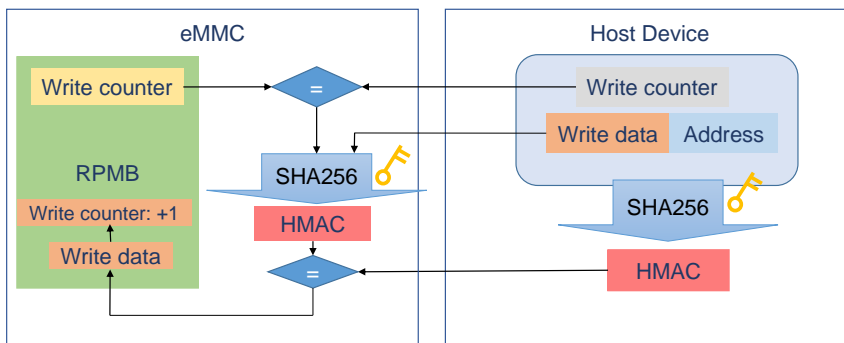 eMMC
Write counter
=
SHA256
RPMB
Write counter: +1
HMAC
Write data
=
Host Device
Write counter
Write data Address
SHA256
HMAC